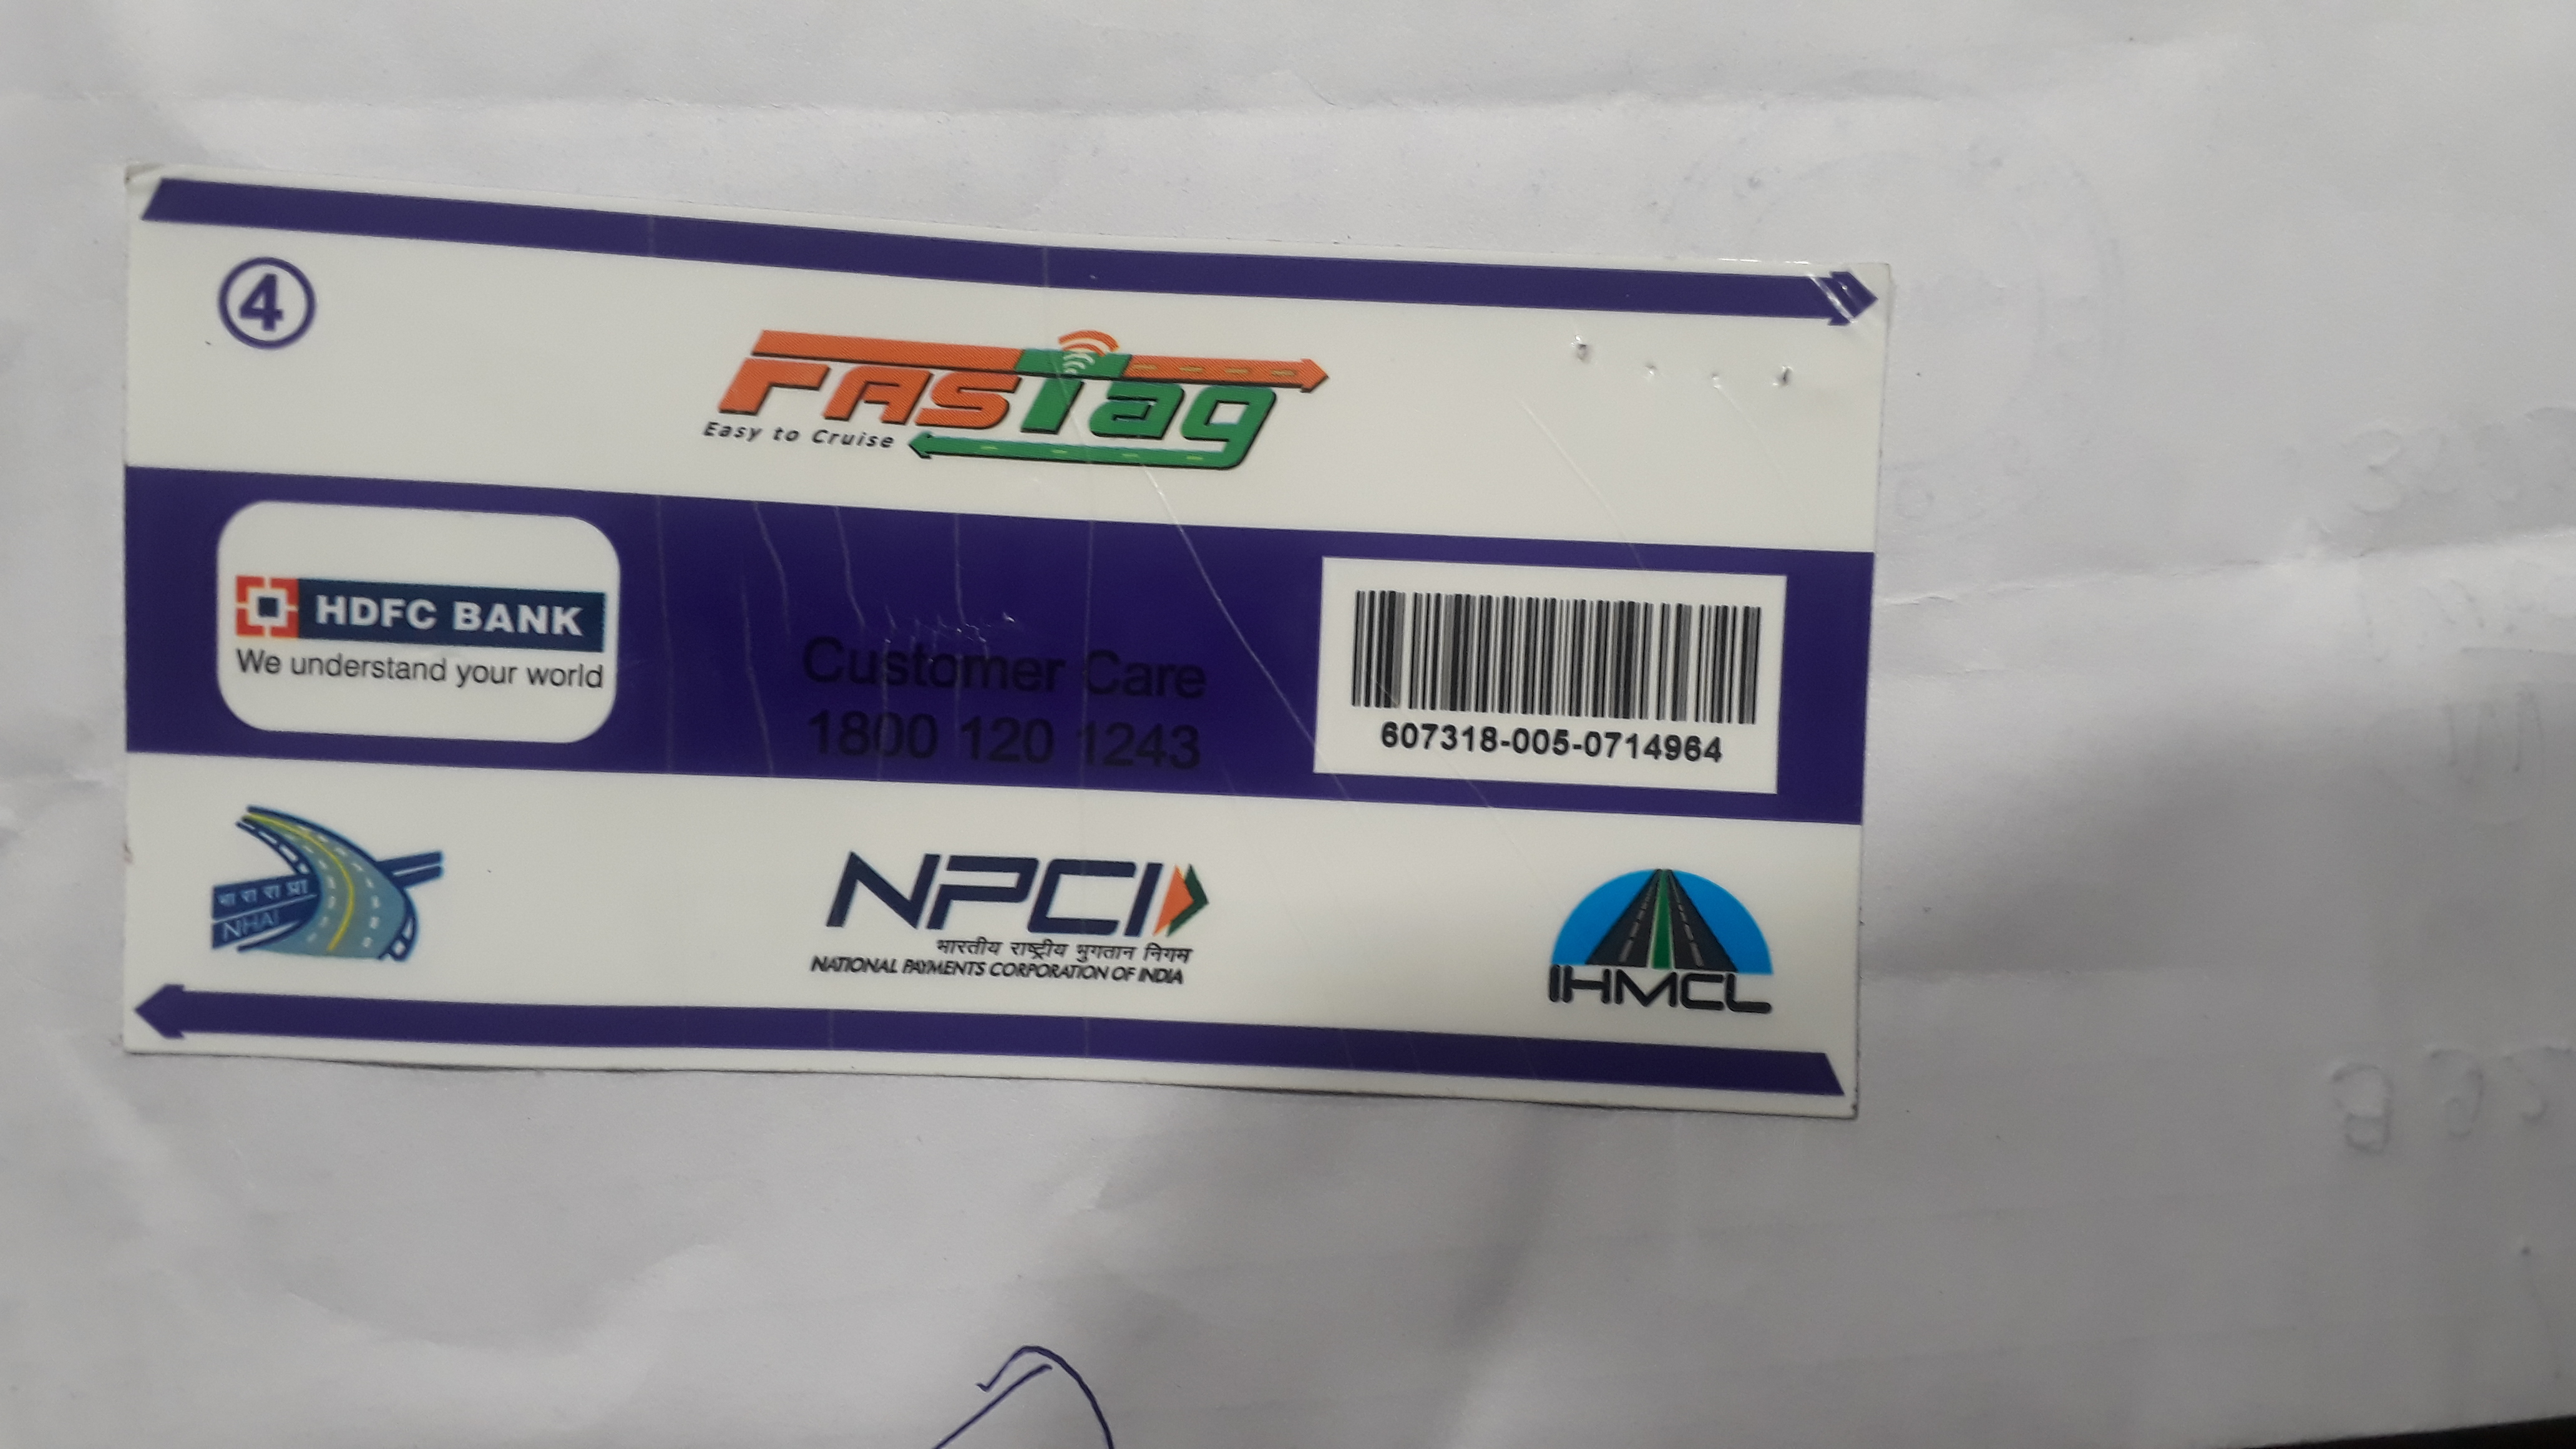 4
FASTag
Easy to Cruise
HDFC BANK
We understand your world
Customer Care
1800 120 1243
607318-005-0714964
भा रा रा प्रा
NHAI
NPCI
भारतीय राष्ट्रीय भुगतान निगम
NATIONAL PAYMENTS CORPORATION OF INDIA
IHMCL